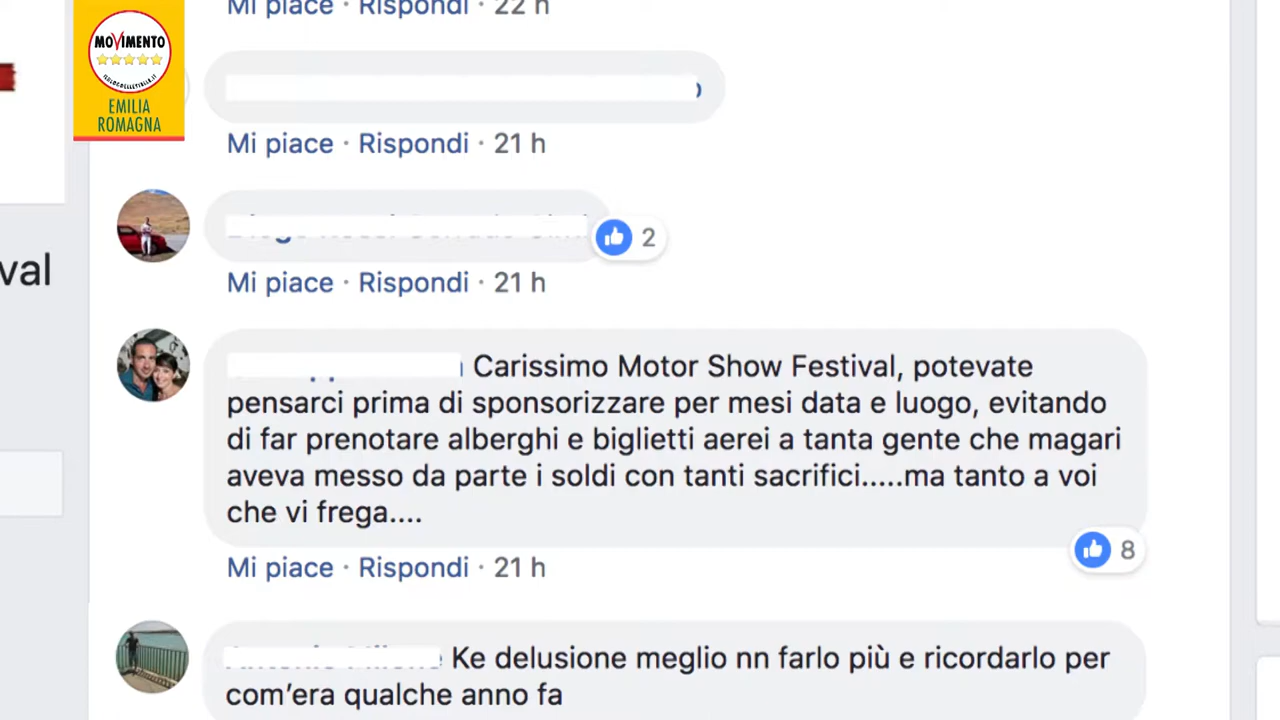 Mi piace · Rispondi · 22 h
MOVIMENTO
EMILIA
ROMAGNA
Mi piace · Rispondi · 21 h
2
Mi piace · Rispondi · 21 h
val
Carissimo Motor Show Festival, potevate
pensarci prima di sponsorizzare per mesi data e luogo, evitando
di far prenotare alberghi e biglietti aerei a tanta gente che magari
aveva messo da parte i soldi con tanti sacrifici.....ma tanto a voi
che vi frega....
8
Mi piace · Rispondi · 21 h
Ke delusione meglio nn farlo più e ricordarlo per
com'era qualche anno fa